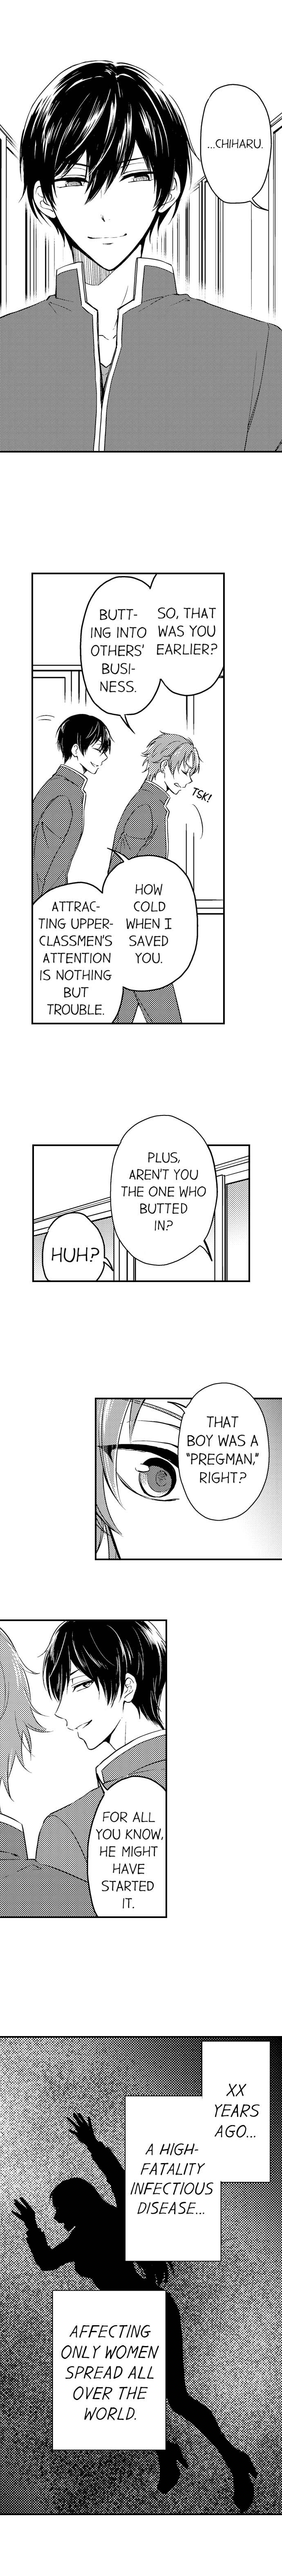 ...CHIHARU.
SO, THAT
WAS YOU
EARLIER?
BUTT-
ING INTO
OTHERS'
BUSI-
NESS.
TSK!
HOW
COLD
WHEN I
SAVED
YOU.
ATTRAC-
TING UPPER-
CLASSMEN'S
ATTENTION
IS NOTHING
BUT
TROUBLE.
PLUS,
AREN'T YOU
THE ONE WHO
BUTTED
IN?
HUH?
THAT
BOY WAS A
"PREGMAN,"
RIGHT?
FOR ALL
YOU KNOW,
HE MIGHT
HAVE
STARTED
IT.
XX
YEARS
AGO...
A HIGH-
FATALITY
INFECTIOUS
DISEASE...
AFFECTING
ONLY WOMEN
SPREAD ALL
OVER THE
WORLD.